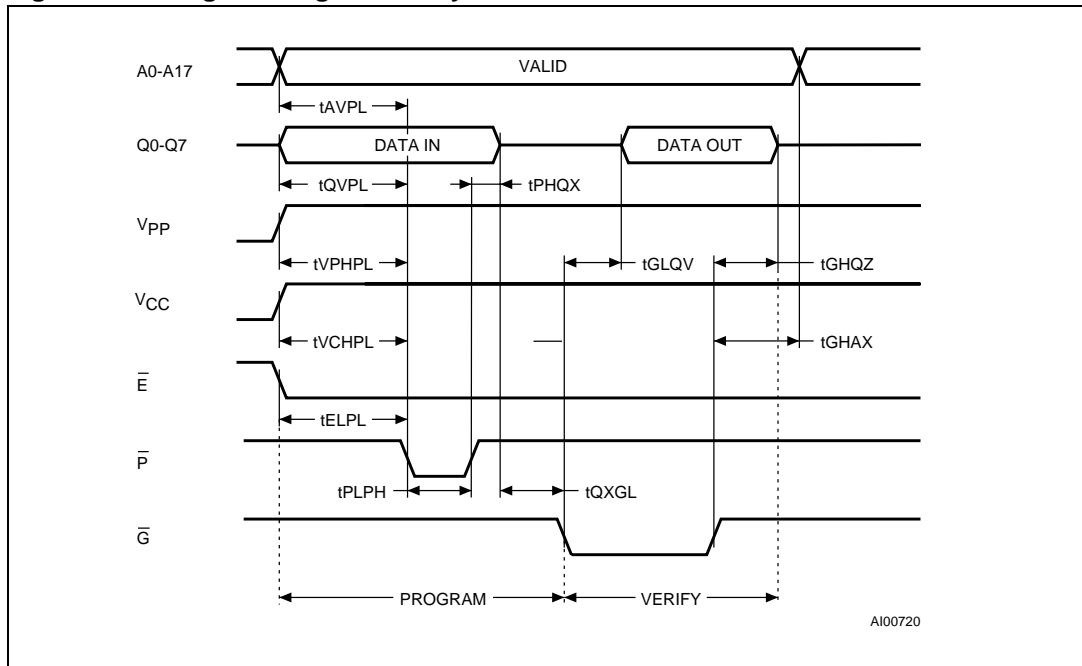 A0-A17
VALID
tAVPL
Q0-Q7
DATA IN
DATA OUT
tQVPL
tPHQX
VPP
tVPHPL
tGLQV
tGHQZ
VCC
tVCHPL
tGHAX
E
tELPL
P
tPLPH
tQXGL
G
PROGRAM
VERIFY
AI00720